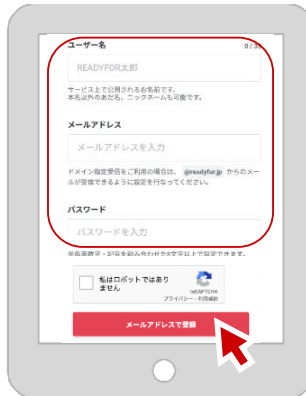 ユーザー名
0 / 35
READYFOR太郎
サービス上で公開されるお名前です。
本名以外のあだ名、ニックネームも可能です。
メールアドレス
メールアドレスを入力
ドメイン指定受信をご利用の場合は、 @readyfor.jp からのメー
ルが受信できるように設定を行なってください。
パスワード
パスワードを入力
半角英数字・記号を組み合わせた8文字以上で設定できます。
私はロボットではあり
ません
reCAPTCHA
プライバシー - 利用規約
メールアドレスで登録